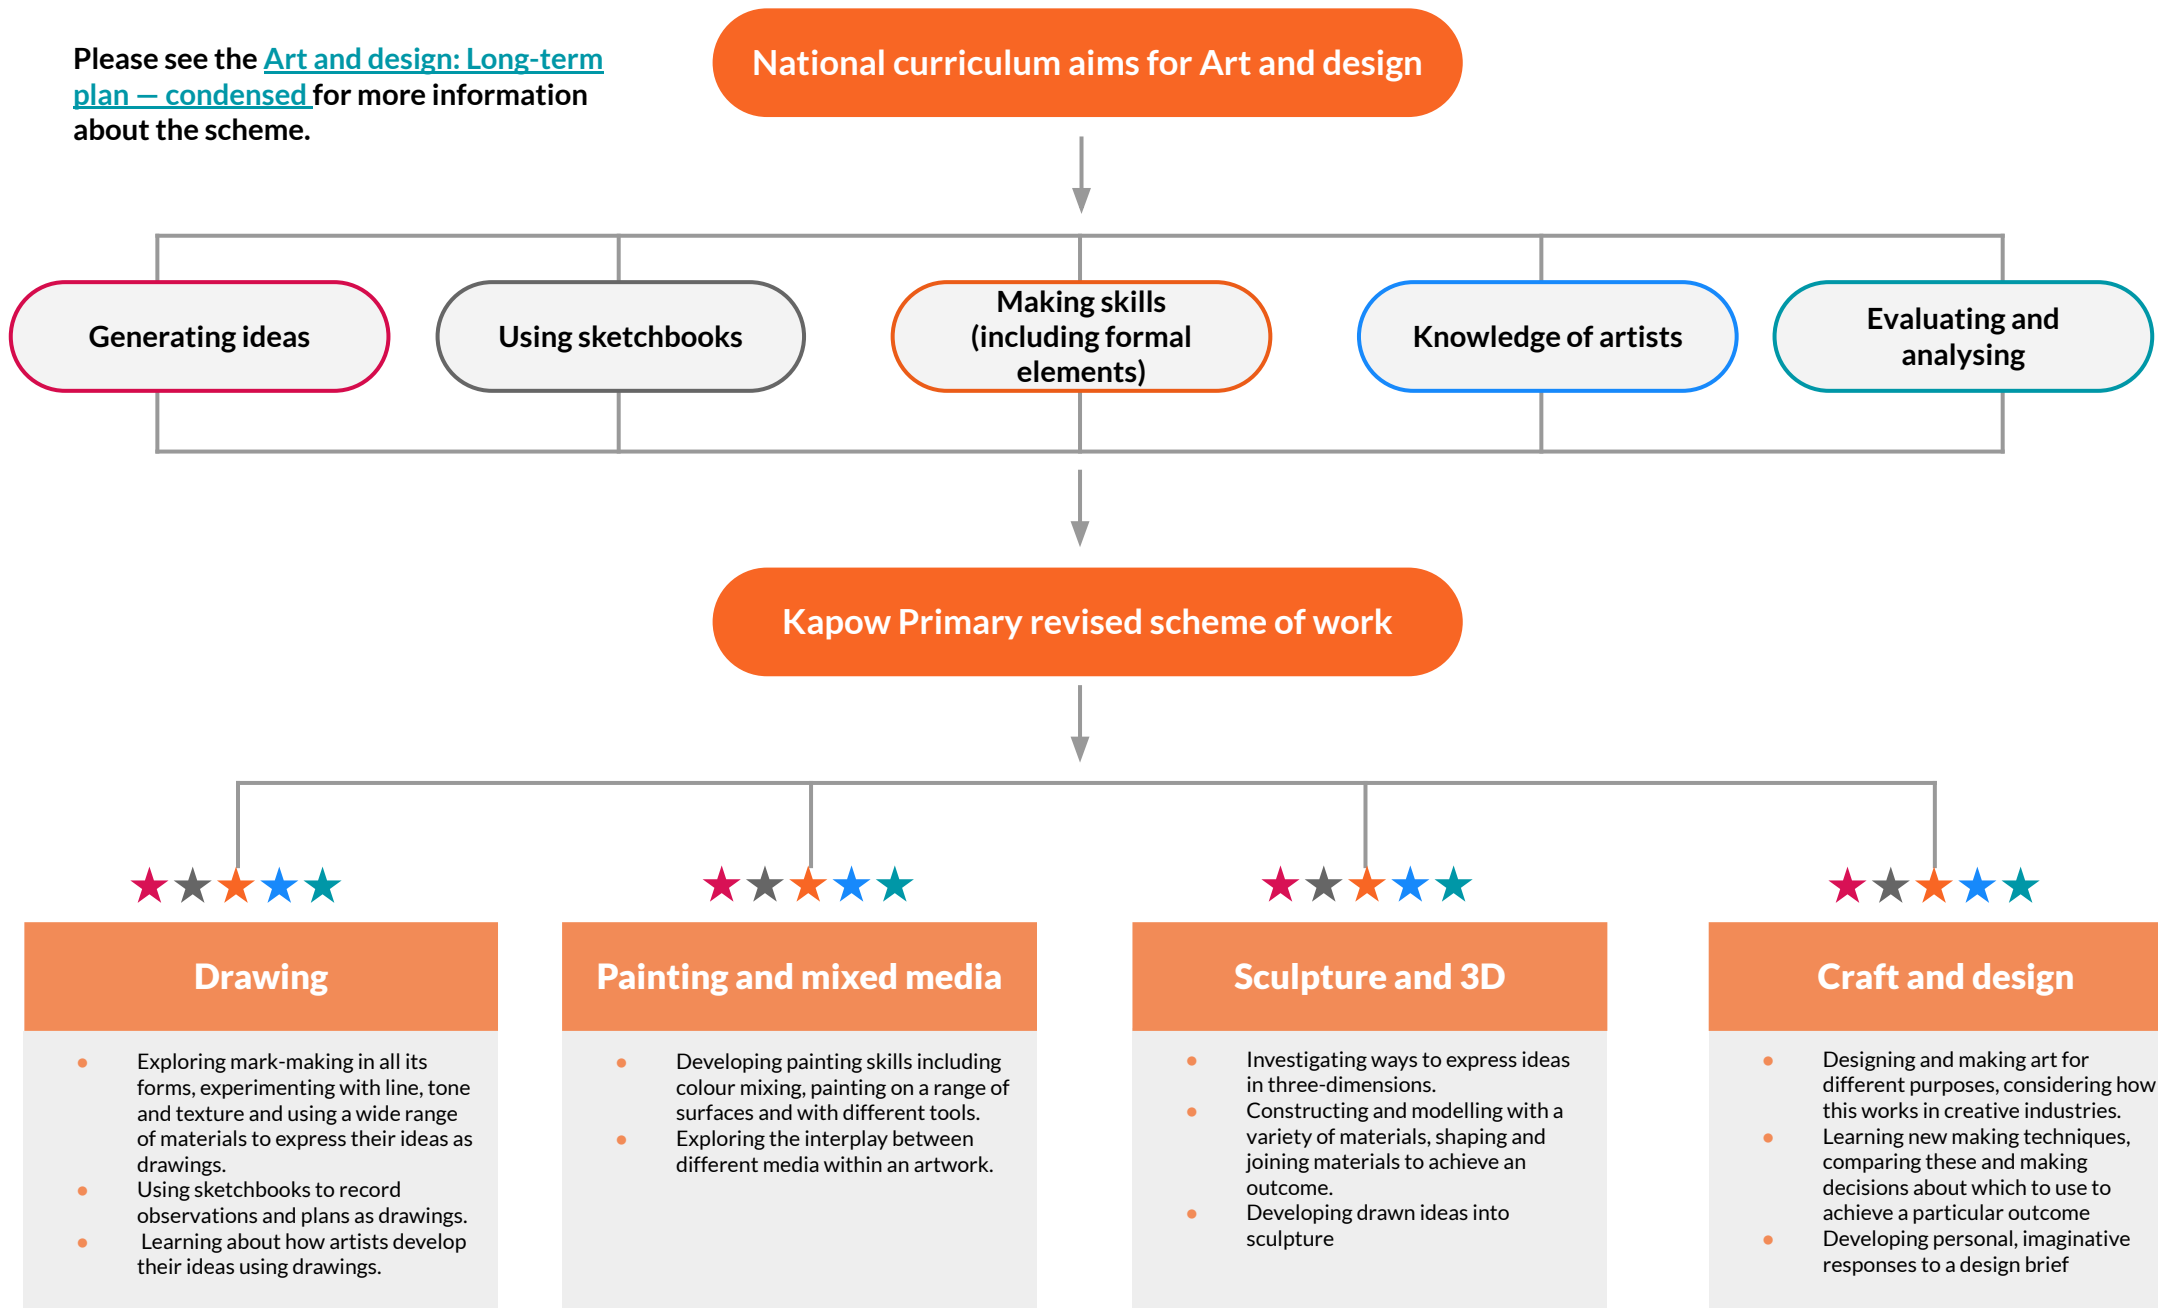 Please see the Art and design: Long-term
plan — condensed for more information
about the scheme.
National curriculum aims for Art and design
Generating ideas
Using sketchbooks
Making skills
(including formal
elements)
Knowledge of artists
Evaluating and
analysing
Kapow Primary revised scheme of work
Drawing
● Exploring mark-making in all its
forms, experimenting with line, tone
and texture and using a wide range
of materials to express their ideas as
drawings.
● Using sketchbooks to record
observations and plans as drawings.
● Learning about how artists develop
their ideas using drawings.
Painting and mixed media
● Developing painting skills including
colour mixing, painting on a range of
surfaces and with different tools.
● Exploring the interplay between
different media within an artwork.
Sculpture and 3D
● Investigating ways to express ideas
in three-dimensions.
● Constructing and modelling with a
variety of materials, shaping and
joining materials to achieve an
outcome.
● Developing drawn ideas into
sculpture
Craft and design
● Designing and making art for
different purposes, considering how
this works in creative industries.
● Learning new making techniques,
comparing these and making
decisions about which to use to
achieve a particular outcome
● Developing personal, imaginative
responses to a design brief